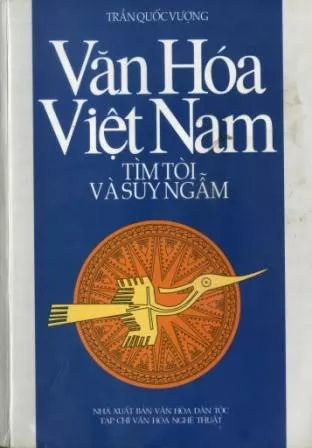 TRẦN QUỐC VƯỢNG
Văn Hóa
Việt Nam
TÌM TÒI
VÀ SUY NGẪM
NHÀ XUẤT BẢN VĂN HÓA DÂN TỘC
TẠP CHÍ VĂN HÓA NGHỆ THUẬT